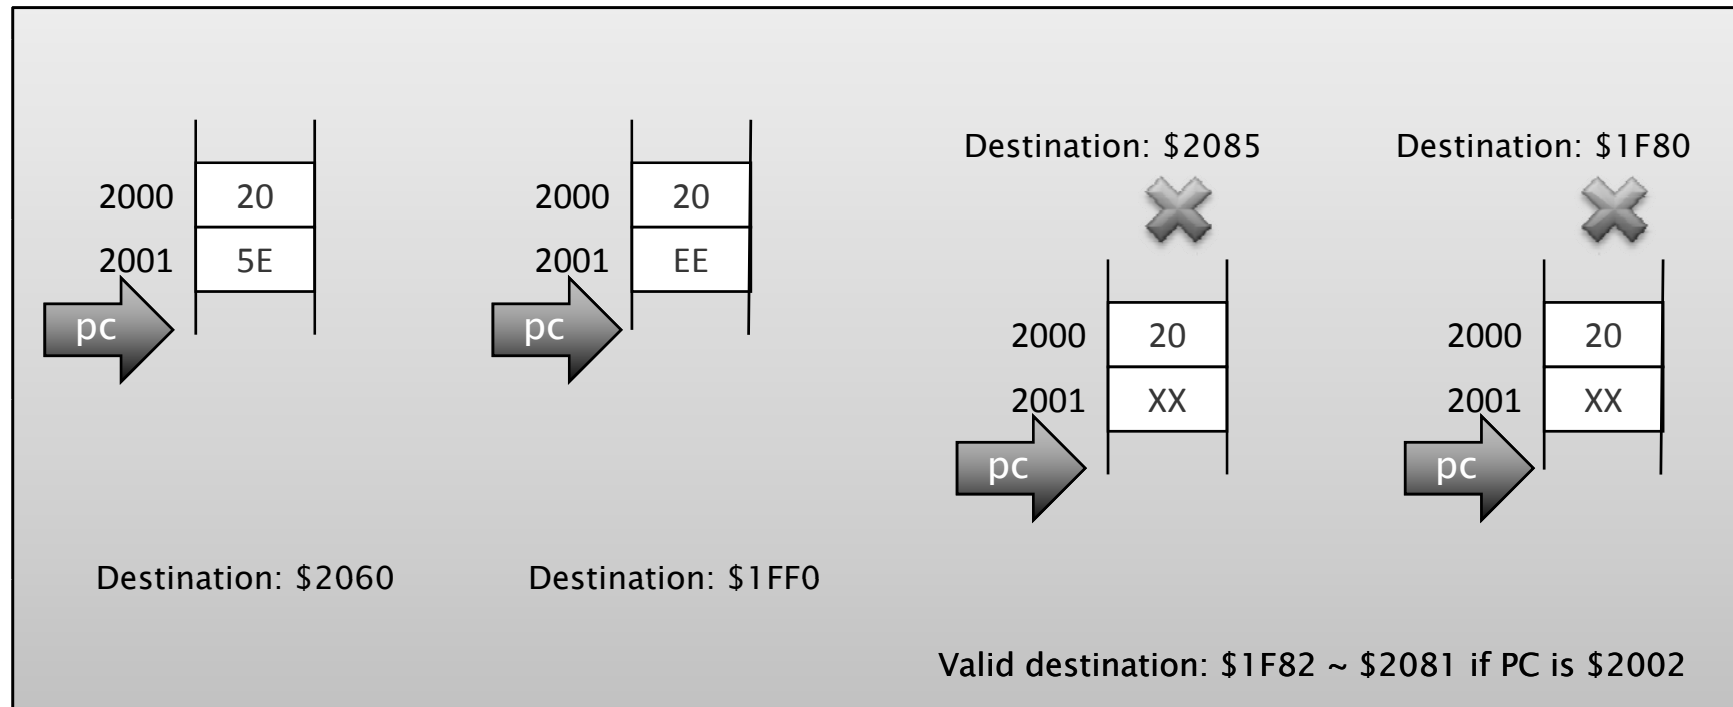 2000 20
2001 5E
pc
Destination: $2060
2000 20
2001 EE
pc
Destination: $1FF0
Destination: $2085
2000 20
2001 XX
pc
Destination: $1F80
2000 20
2001 XX
pc
Valid destination: $1F82 ~ $2081 if PC is $2002